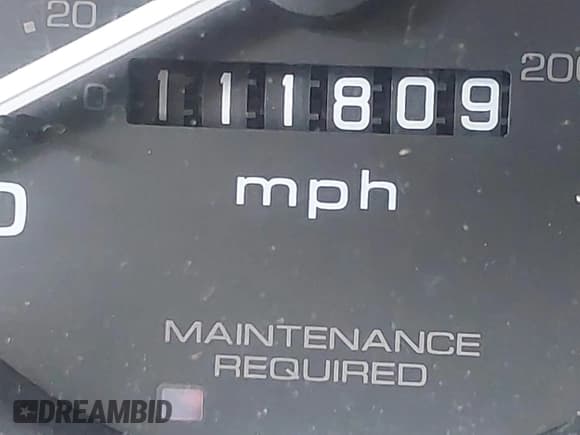 20
0 111809 200
mph
MAINTENANCE
REQUIRED
DREAMBID